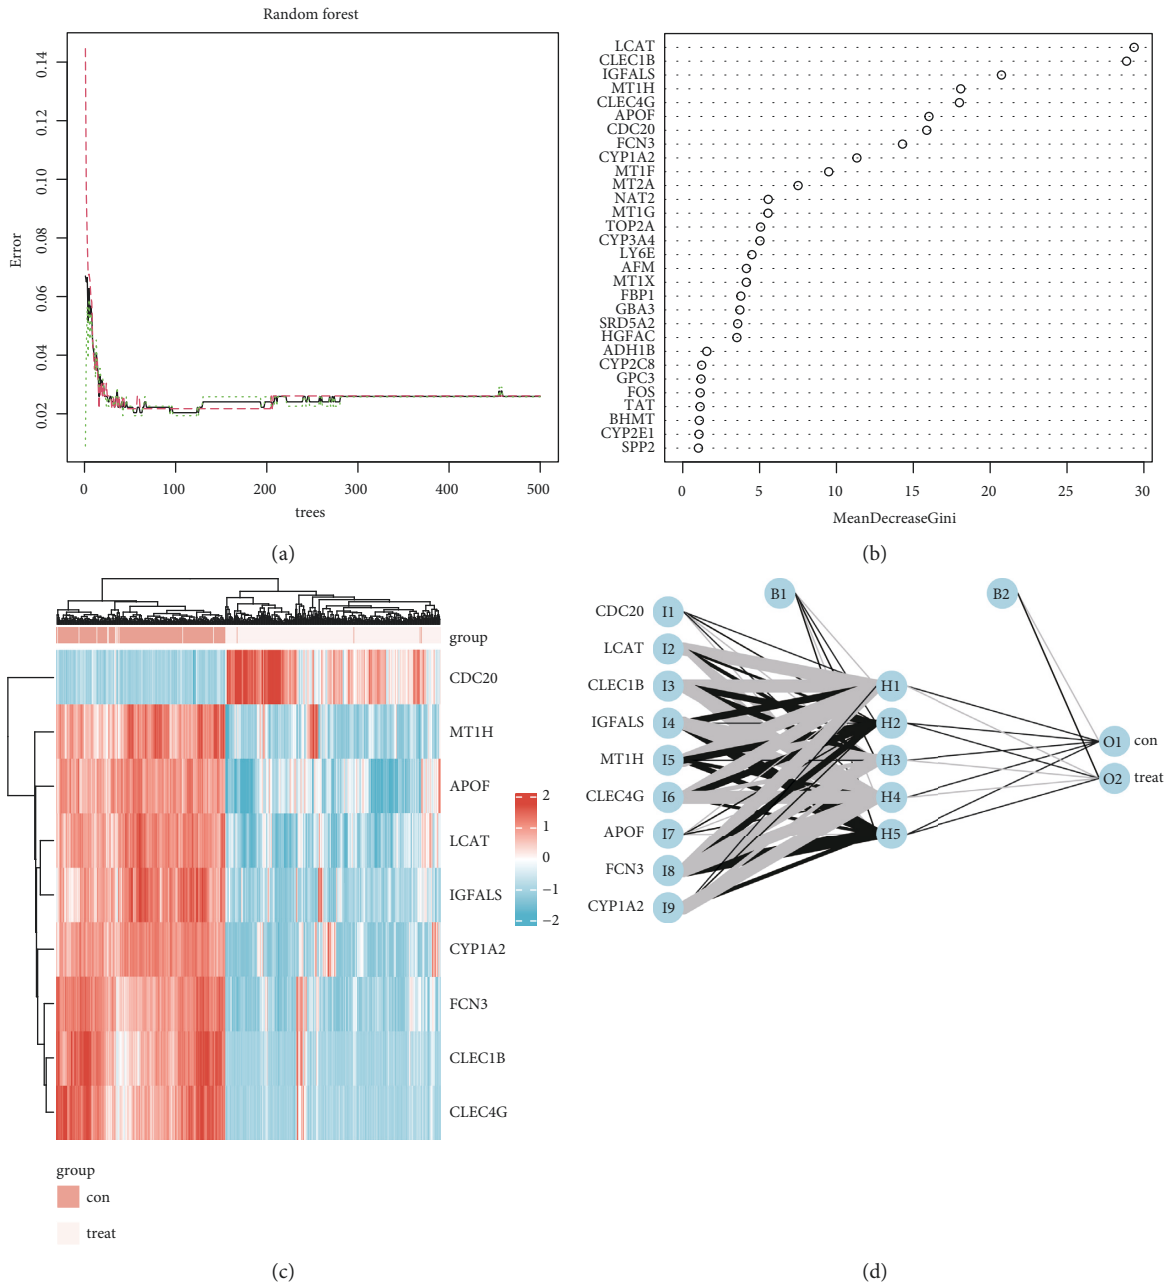 Random forest
Error
0.14
0.12
0.10
0.08
0.06
0.04
0.02
0 100 200 300 400 500
trees
(a)
LCAT
CLEC1B
IGFALS
MT1H
CLEC4G
APOF
CDC20
FCN3
CYP1A2
MT1F
MT2A
NAT2
MT1G
TOP2A
CYP3A4
LY6E
AFM
MT1X
FBP1
GBA3
SRD5A2
HGFAC
ADH1B
CYP2C8
GPC3
FOS
TAT
BHMT
CYP2E1
SPP2
0 5 10 15 20 25 30
MeanDecreaseGini
(b)
group
CDC20
MT1H
APOF
LCAT
IGFALS
CYP1A2
FCN3
CLEC1B
CLEC4G
2
1
0
−1
−2
group
con
treat
(c)
CDC20 I1
LCAT I2
CLEC1B I3
IGFALS I4
MT1H I5
CLEC4G I6
APOF I7
FCN3 I8
CYP1A2 I9
B1
H1
H2
H3
H4
H5
B2
O1 con
O2 treat
(d)